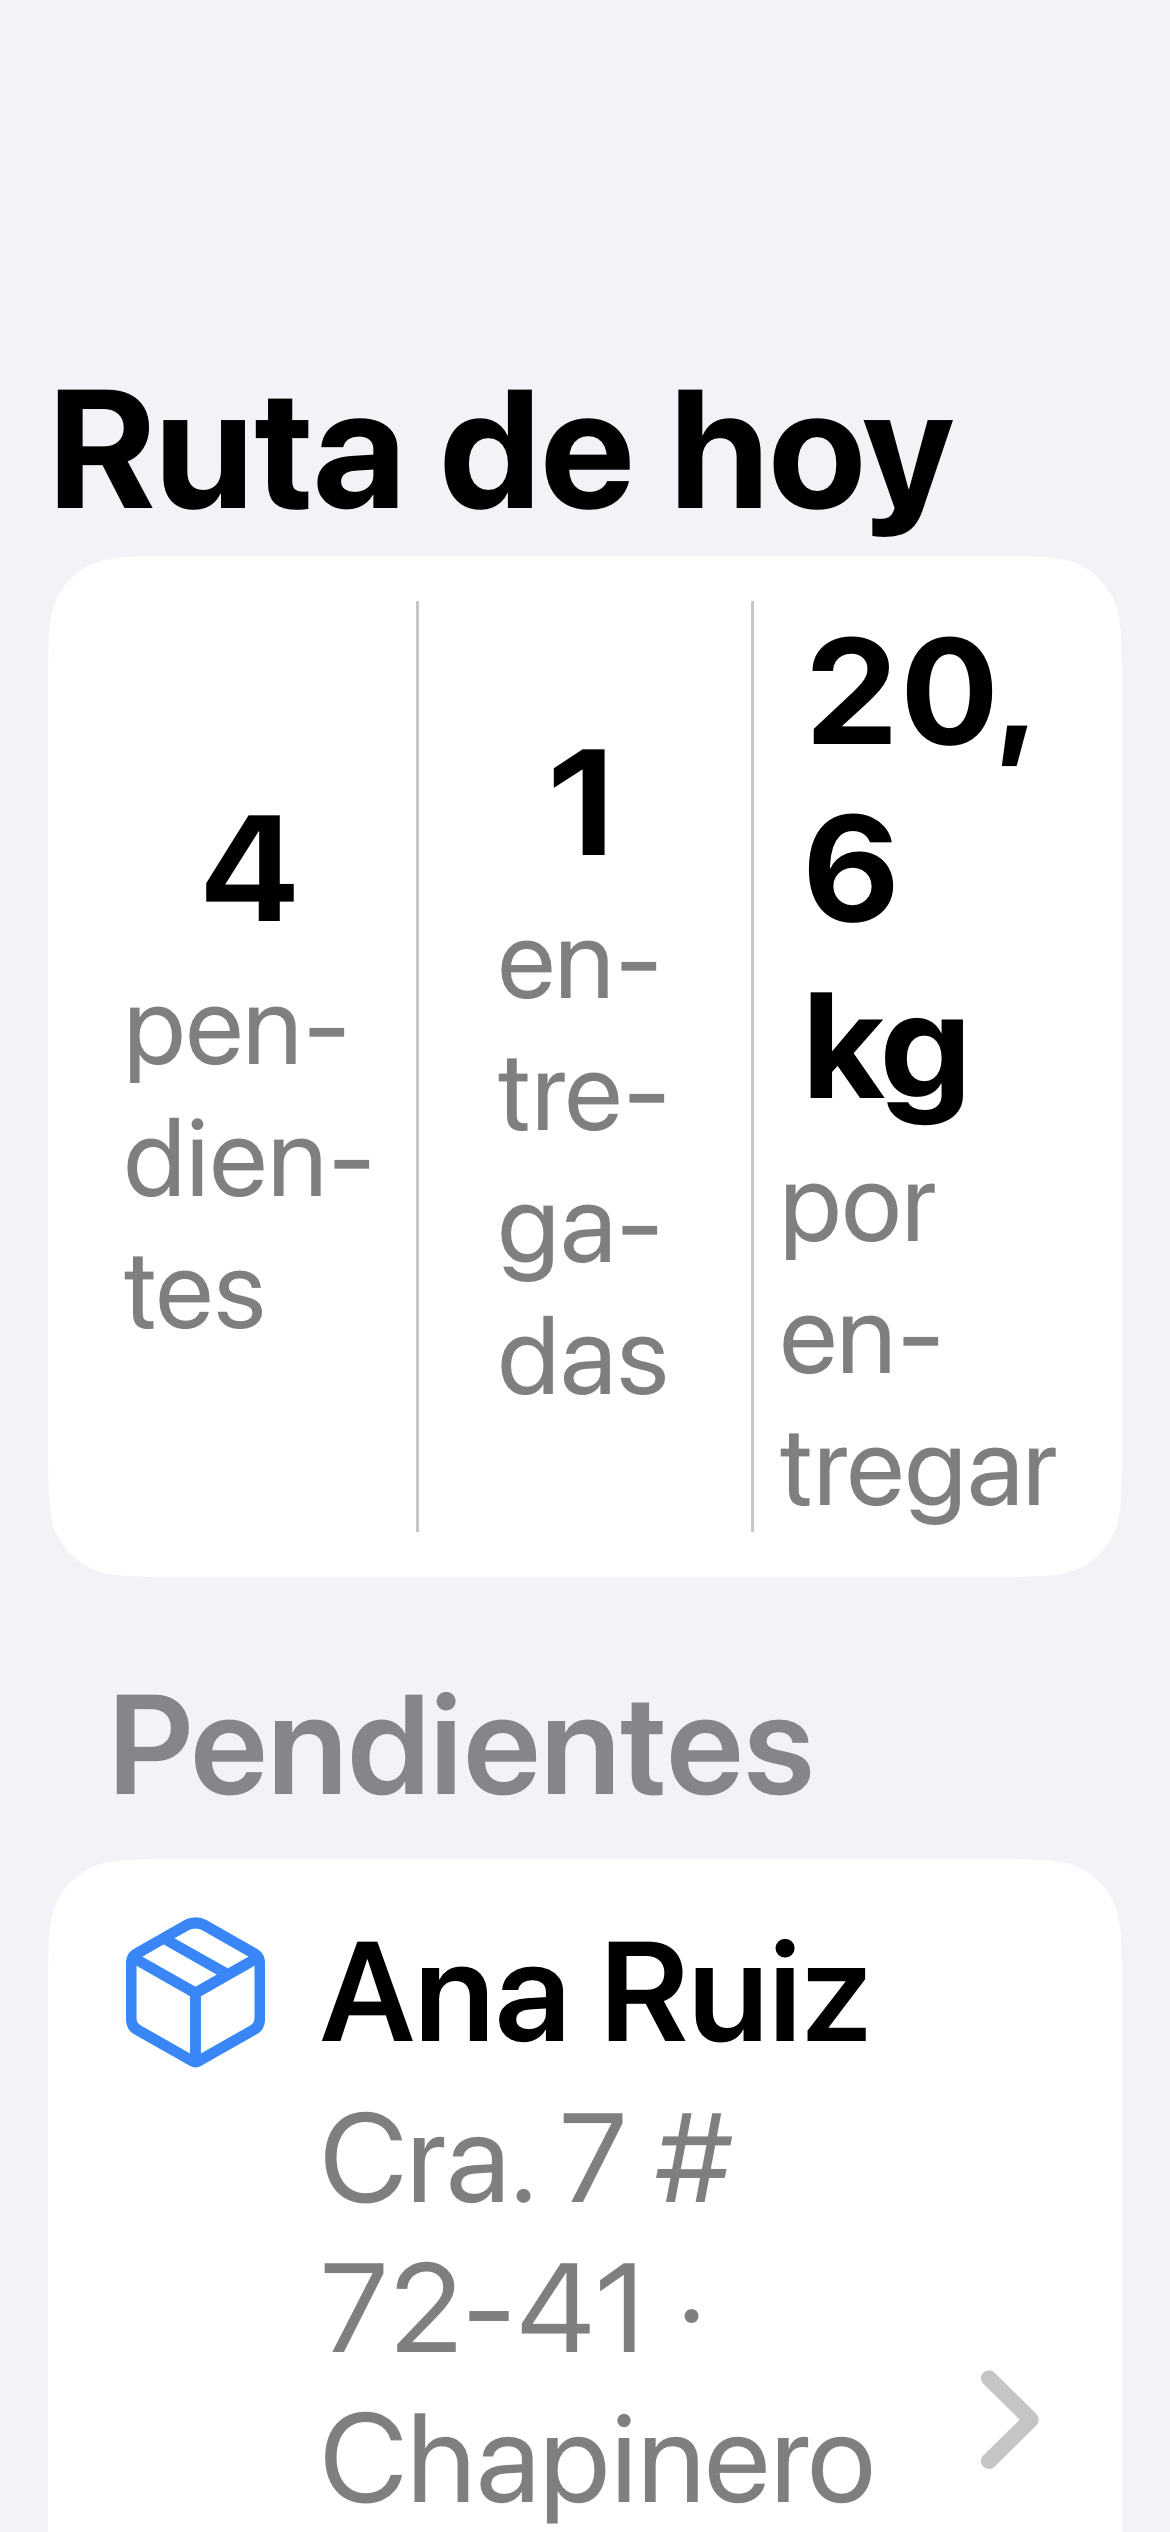 Ruta de hoy
4
pen-
dien-
tes
1
en-
tre-
ga-
das
20,
6
kg
por
en-
tregar
Pendientes
Ana Ruiz
Cra. 7 #
72-41 ·
Chapinero